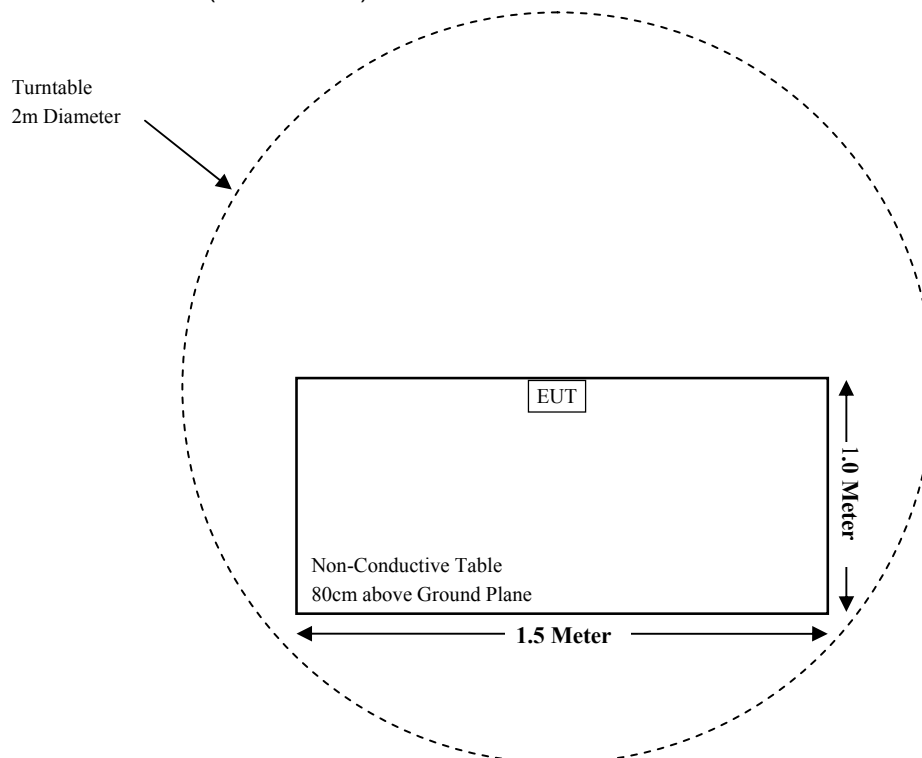 Turntable
2m Diameter
EUT
1.0 Meter
Non-Conductive Table
80cm above Ground Plane
1.5 Meter